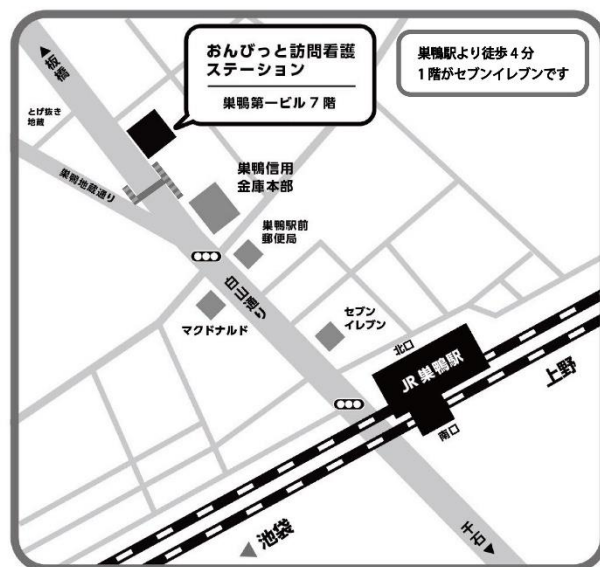 ▲板橋
おんびっと訪問看護
ステーション
巣鴨第一ビル 7 階
巣鴨駅より徒歩 4 分
1 階がセブンイレブンです
とげ抜き
地蔵
巣鴨地蔵通り
巣鴨信用
金庫本部
巣鴨駅前
郵便局
白山通り
マクドナルド
セブン
イレブン
北口
JR 巣鴨駅
上野
南口
池袋
千石▼